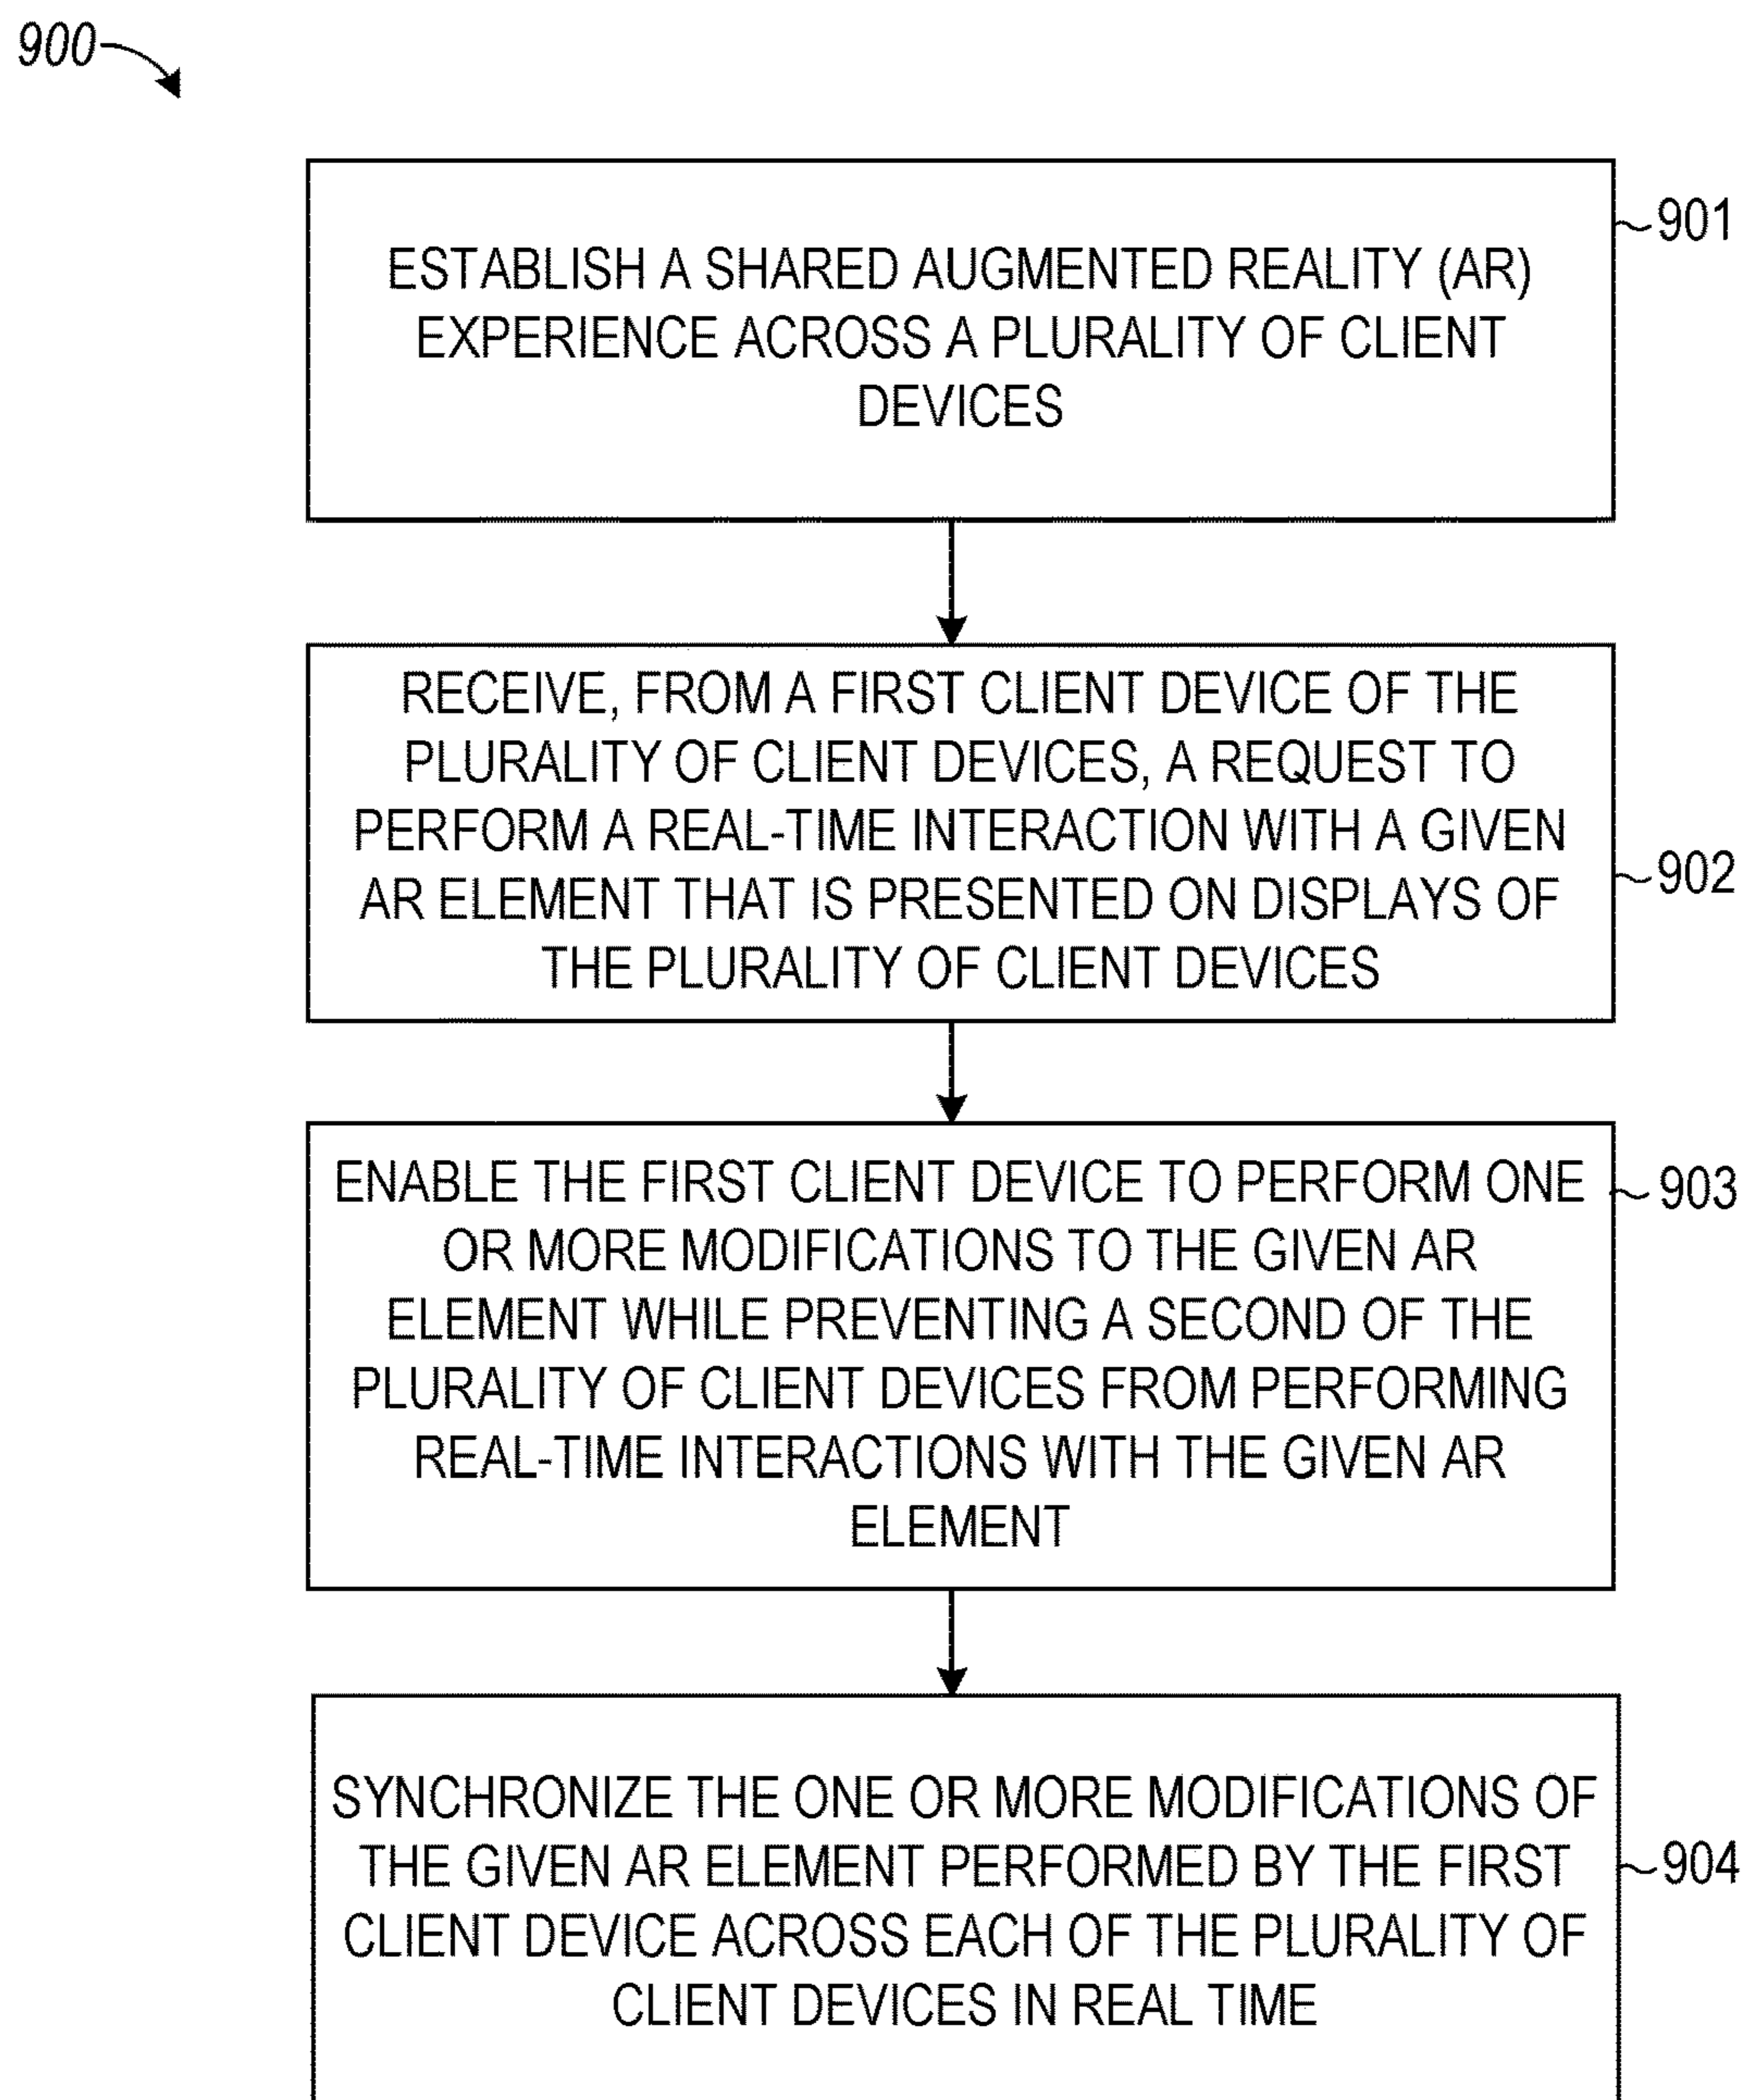 900
ESTABLISH A SHARED AUGMENTED REALITY (AR)
EXPERIENCE ACROSS A PLURALITY OF CLIENT
DEVICES
901
RECEIVE, FROM A FIRST CLIENT DEVICE OF THE
PLURALITY OF CLIENT DEVICES, A REQUEST TO
PERFORM A REAL-TIME INTERACTION WITH A GIVEN
AR ELEMENT THAT IS PRESENTED ON DISPLAYS OF
THE PLURALITY OF CLIENT DEVICES
902
ENABLE THE FIRST CLIENT DEVICE TO PERFORM ONE
OR MORE MODIFICATIONS TO THE GIVEN AR
ELEMENT WHILE PREVENTING A SECOND OF THE
PLURALITY OF CLIENT DEVICES FROM PERFORMING
REAL-TIME INTERACTIONS WITH THE GIVEN AR
ELEMENT
903
SYNCHRONIZE THE ONE OR MORE MODIFICATIONS OF
THE GIVEN AR ELEMENT PERFORMED BY THE FIRST
CLIENT DEVICE ACROSS EACH OF THE PLURALITY OF
CLIENT DEVICES IN REAL TIME
904